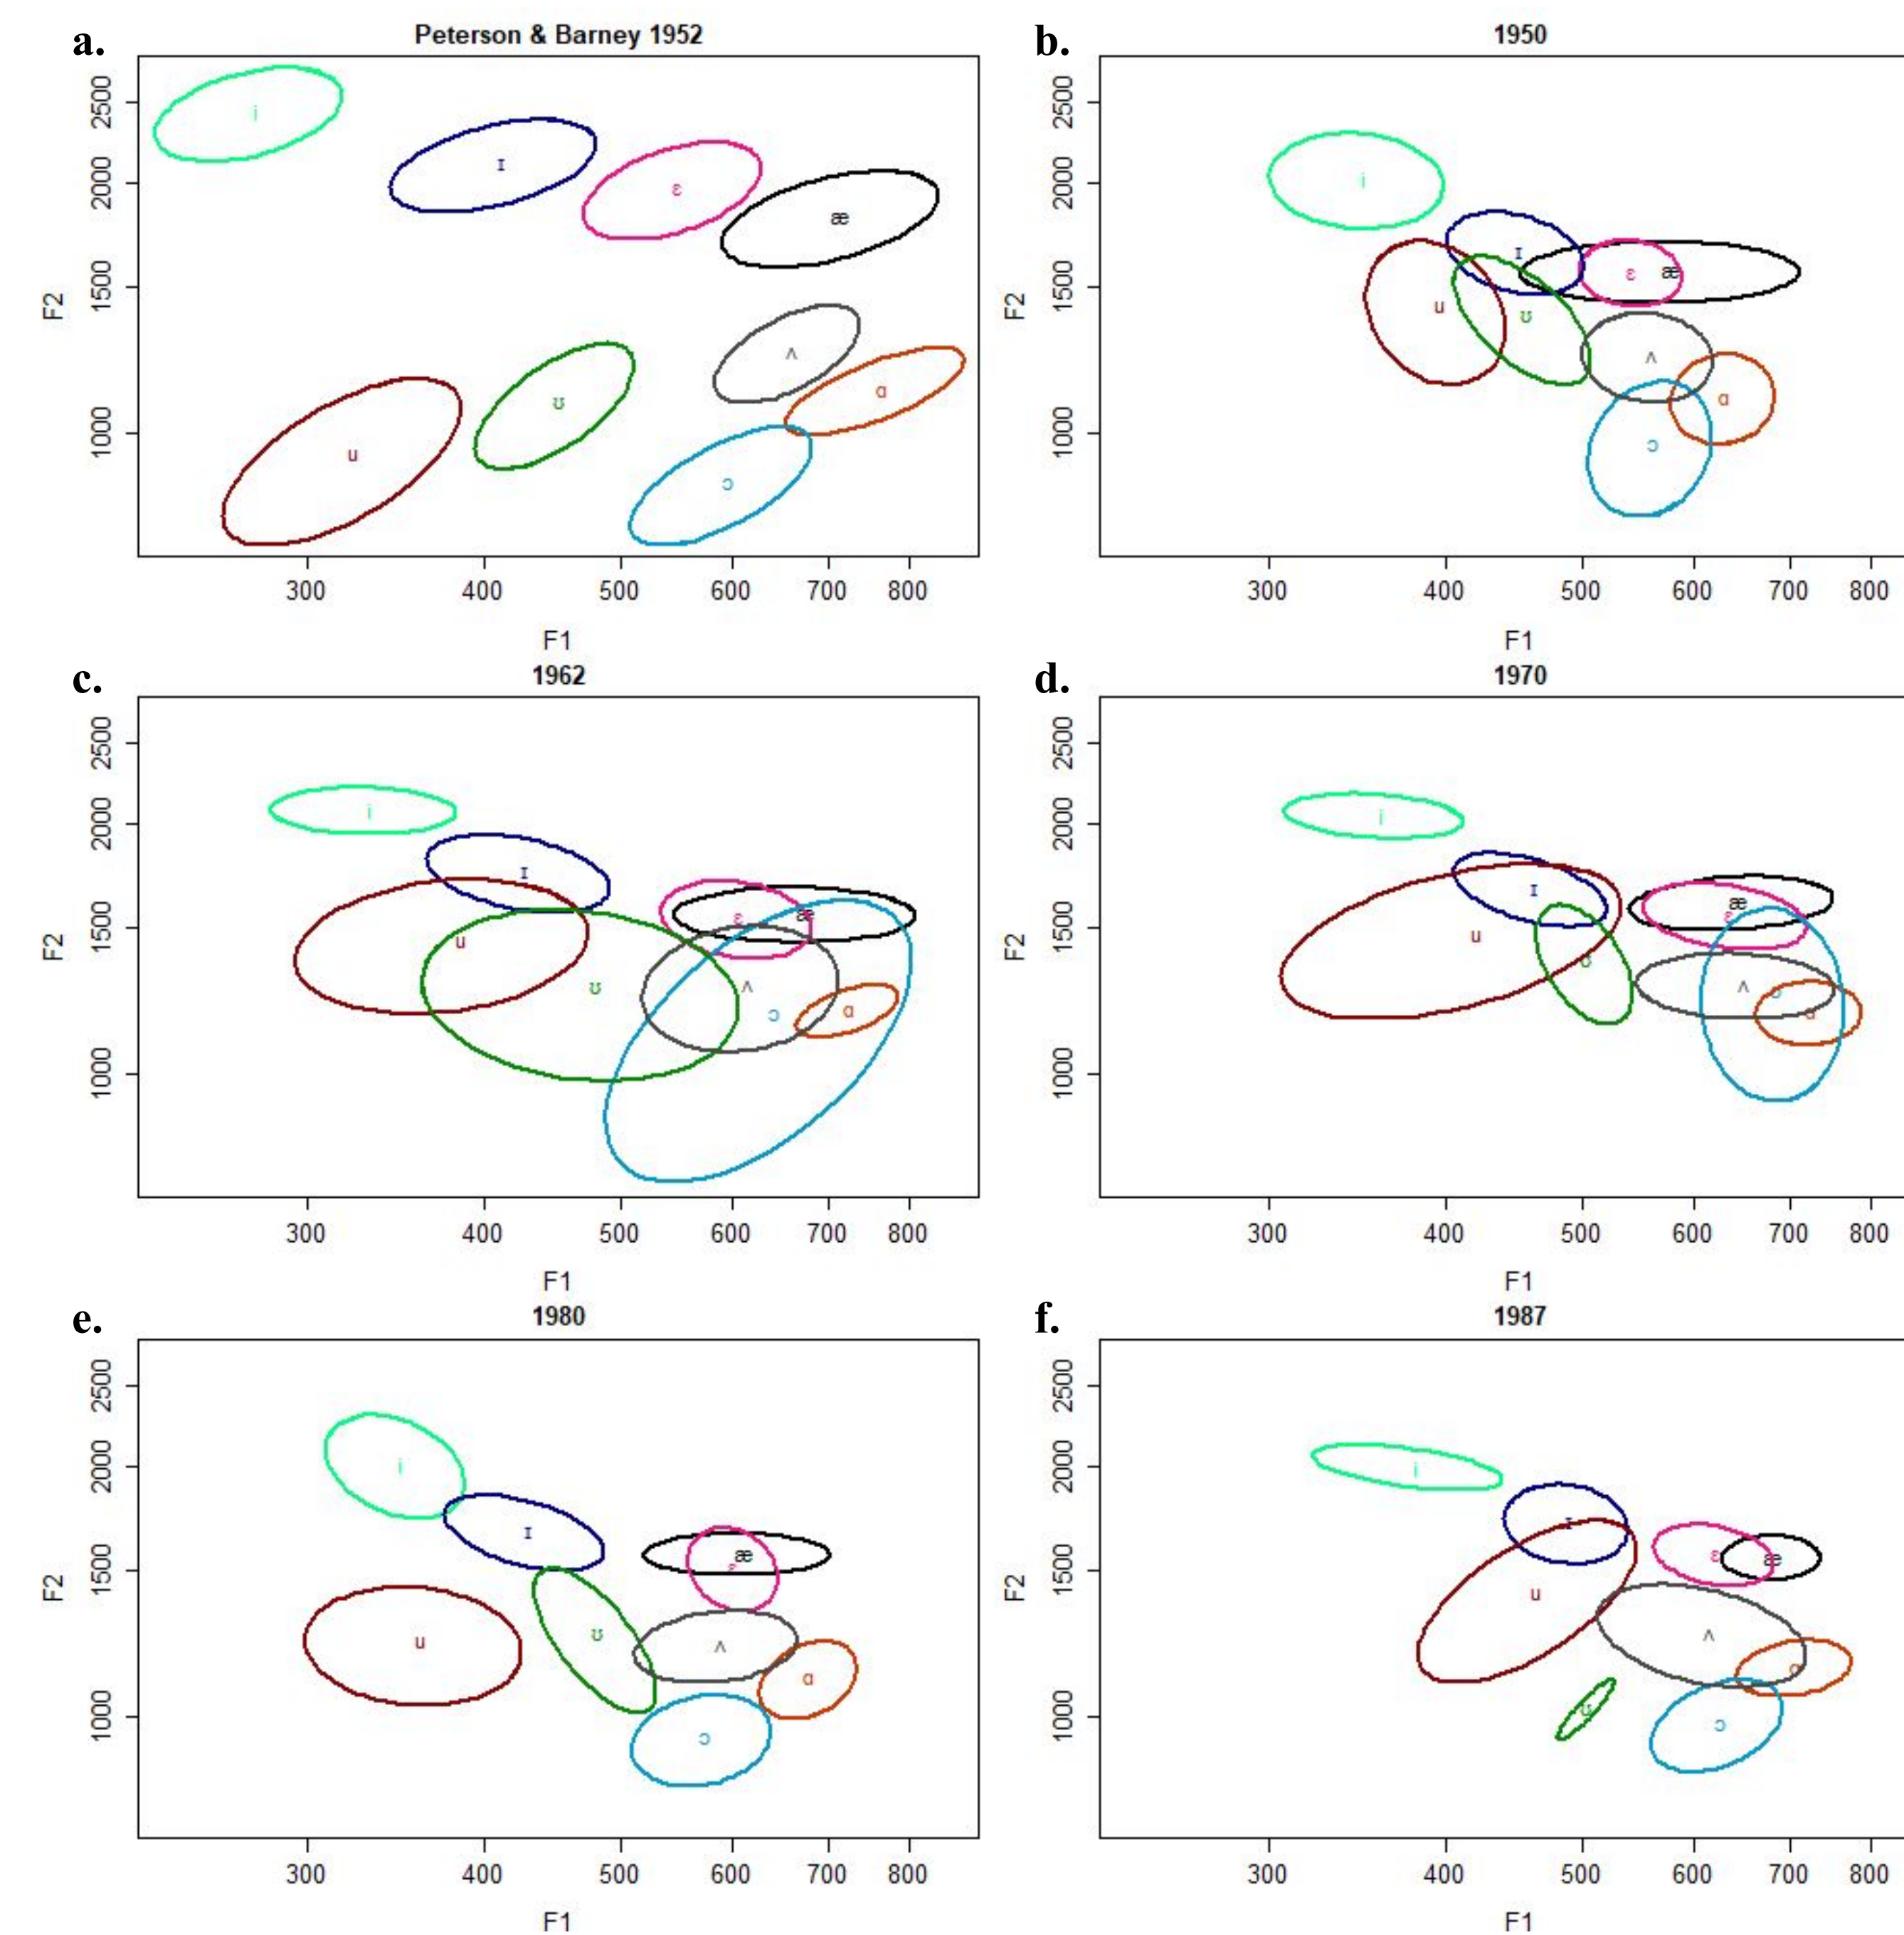 a.
Peterson & Barney 1952
F2
2500
2000
1500
1000
i
ɪ
ɛ
æ
ʌ
ɑ
ʊ
u
ɔ
300 400 500 600 700 800
F1
b.
1950
F2
2500
2000
1500
1000
i
ɪ
ɛ
æ
u
ʊ
ʌ
ɑ
ɔ
300 400 500 600 700 800
F1
c.
1962
F2
2500
2000
1500
1000
i
ɪ
ɛ
æ
u
ʊ
ʌ
ɔ
ɑ
300 400 500 600 700 800
F1
d.
1970
F2
2500
2000
1500
1000
i
ɪ
æ
ɛ
u
ʊ
ʌ
ɔ
ɑ
300 400 500 600 700 800
F1
e.
1980
F2
2500
2000
1500
1000
i
ɪ
æ
ɛ
u
ʊ
ʌ
ɑ
ɔ
300 400 500 600 700 800
F1
f.
1987
F2
2500
2000
1500
1000
i
ɪ
ɛ
æ
u
ʌ
ɑ
ʊ
ɔ
300 400 500 600 700 800
F1